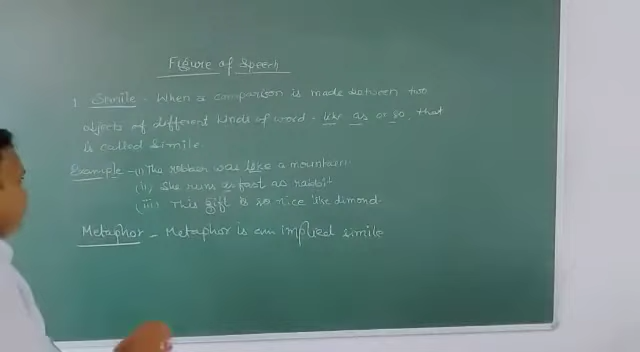 Figure of Speech
1. Simile - When a comparison is made between two
objects of different kinds of word - like as or so, that
is called simile.
Example - (i) The robber was like a mountain
(ii) She runs as fast as rabbit
(iii) This gift is so nice like dimond.
Metaphor - Metaphor is an implied simile